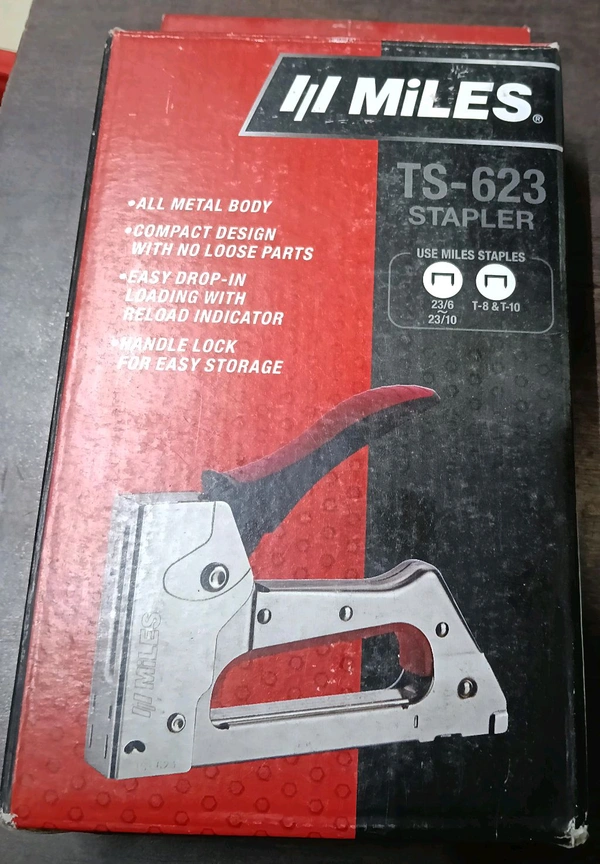 MiLES®
TS-623
STAPLER
•ALL METAL BODY
•COMPACT DESIGN
WITH NO LOOSE PARTS
•EASY DROP-IN
LOADING WITH
RELOAD INDICATOR
•HANDLE LOCK
FOR EASY STORAGE
USE MILES STAPLES
23/6
~
23/10
T-8 & T-10
MiLES